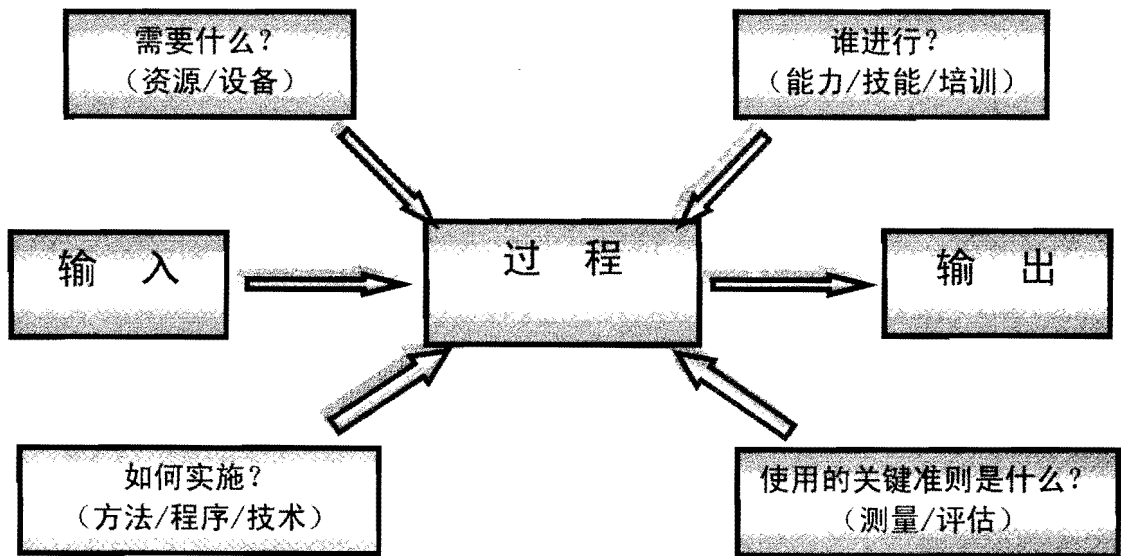 需要什么？
（资源/设备）
谁进行？
（能力/技能/培训）
输 入
过 程
输 出
如何实施？
（方法/程序/技术）
使用的关键准则是什么？
（测量/评估）